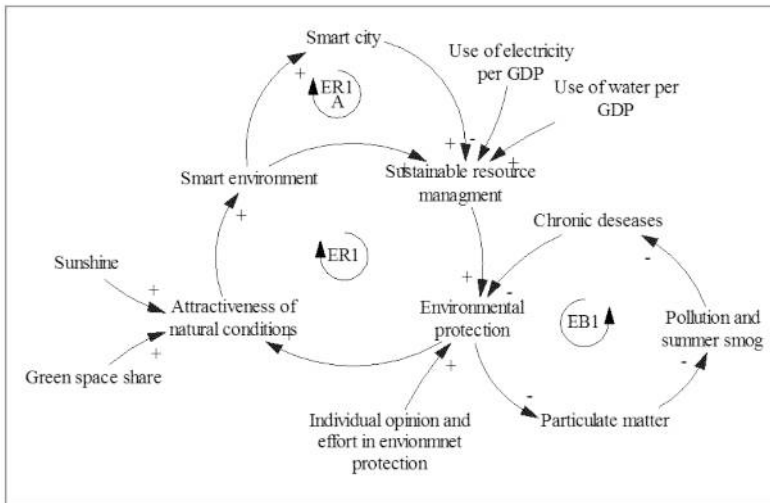 Smart city
Use of electricity
per GDP
Use of water per
GDP
+
ER1
A
+
-
+
+
Smart environment
Sustainable resource
managment
+
Chronic deseases
-
ER1
Sunshine
+
+
-
Attractiveness of
natural conditions
+
Environmental
protection
EB1
Pollution and
summer smog
+
+
-
Green space share
-
Individual opinion and
effort in envionmnet
protection
Particulate matter